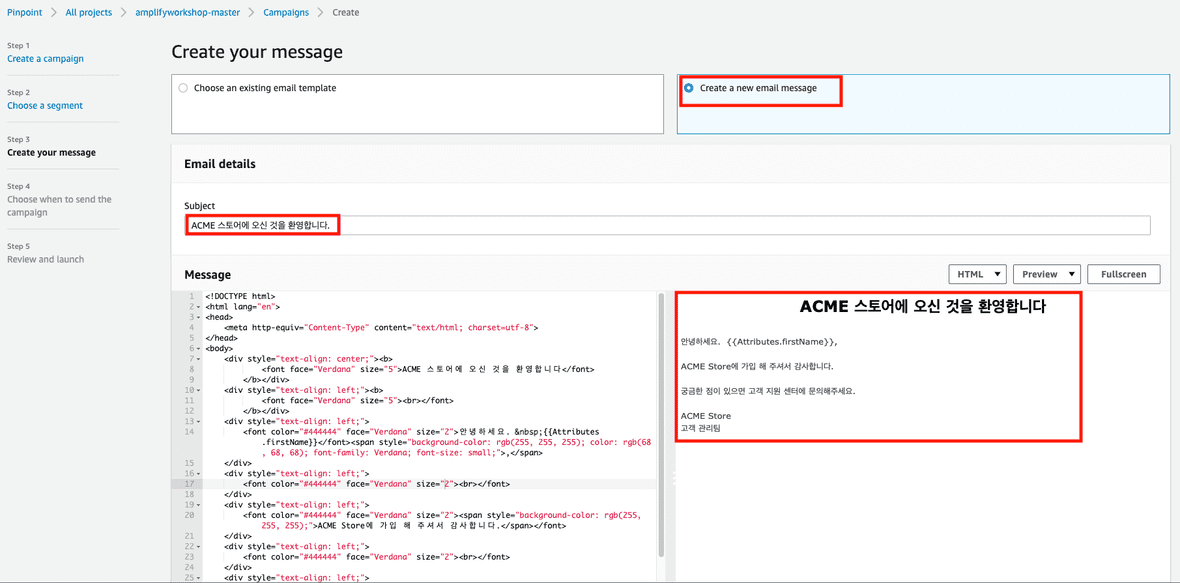 Pinpoint > All projects > amplifyworkshop-master > Campaigns > Create
Step 1
Create a campaign
Step 2
Choose a segment
Step 3
Create your message
Step 4
Choose when to send the
campaign
Step 5
Review and launch
Create your message
Choose an existing email template
Create a new email message
Email details
Subject
ACME 스토어에 오신 것을 환영합니다.
Message
HTML ▼
Preview ▼
Fullscreen
1 <!DOCTYPE html>
2 <html lang="en">
3 <head>
4 <meta http-equiv="Content-Type" content="text/html; charset=utf-8">
5 </head>
6 <body>
7 <div style="text-align: center;"><b>
8 <font face="Verdana" size="5">ACME 스토어에 오신 것을 환영합니다</font>
9 </b></div>
10 <div style="text-align: left;"><b>
11 <font face="Verdana" size="5"><br></font>
12 </b></div>
13 <div style="text-align: left;">
14 <font color="#444444" face="Verdana" size="2">안녕하세요. &nbsp;{{Attributes
.firstName}}</font><span style="background-color: rgb(255, 255, 255); color: rgb(68
, 68, 68); font-family: Verdana; font-size: small;">,</span>
15 </div>
16 <div style="text-align: left;">
17 <font color="#444444" face="Verdana" size="2"><br></font>
18 </div>
19 <div style="text-align: left;">
20 <font color="#444444" face="Verdana" size="2"><span style="background-color: rgb(255,
255, 255);">ACME Store에 가입 해 주셔서 감사합니다.</span></font>
21 </div>
22 <div style="text-align: left;">
23 <font color="#444444" face="Verdana" size="2"><br></font>
24 </div>
25 <div style="text-align: left;">
ACME 스토어에 오신 것을 환영합니다
안녕하세요. {{Attributes.firstName}},
ACME Store에 가입 해 주셔서 감사합니다.
궁금한 점이 있으면 고객 지원 센터에 문의해주세요.
ACME Store
고객 관리팀